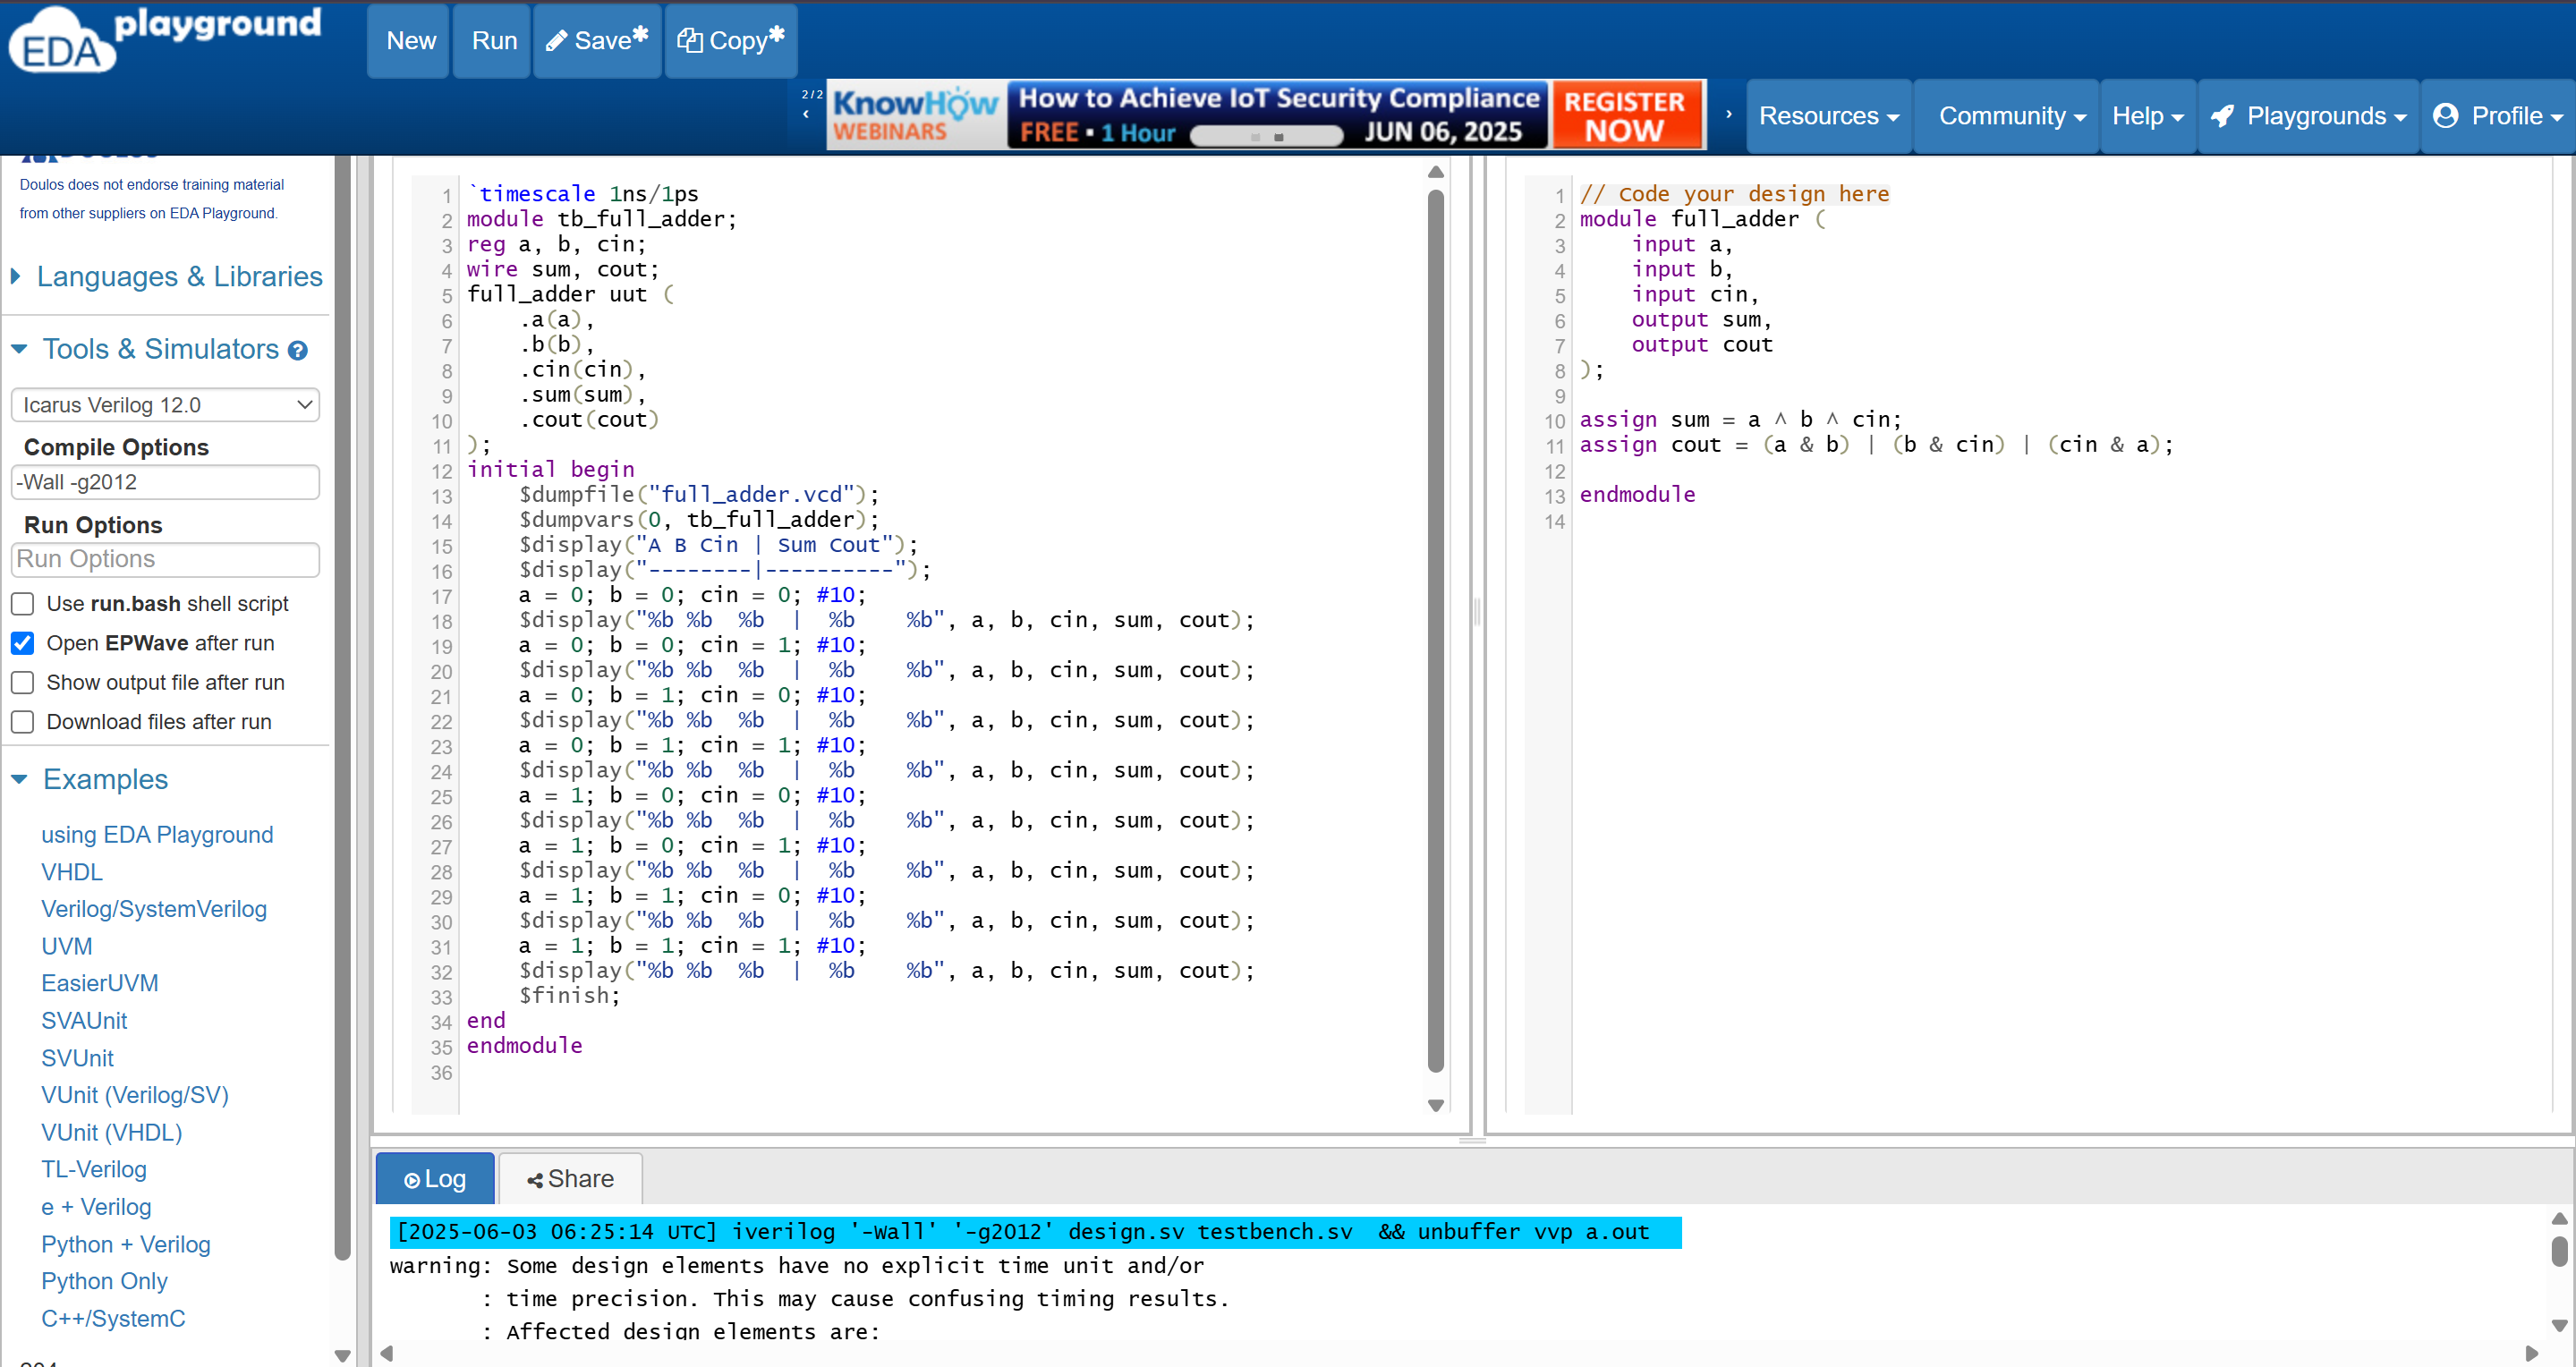 EDA playground
New Run Save* Copy*
2/2
KnowHow WEBINARS How to Achieve IoT Security Compliance FREE ▪ 1 Hour JUN 06, 2025 REGISTER NOW
Resources Community Help Playgrounds Profile
Doulos does not endorse training material
from other suppliers on EDA Playground.
Languages & Libraries
Tools & Simulators
Icarus Verilog 12.0
Compile Options
-Wall -g2012
Run Options
Run Options
Use run.bash shell script
Open EPWave after run
Show output file after run
Download files after run
Examples
using EDA Playground
VHDL
Verilog/SystemVerilog
UVM
EasierUVM
SVAUnit
SVUnit
VUnit (Verilog/SV)
VUnit (VHDL)
TL-Verilog
e + Verilog
Python + Verilog
Python Only
C++/SystemC
1 `timescale 1ns/1ps
2 module tb_full_adder;
3 reg a, b, cin;
4 wire sum, cout;
5 full_adder uut (
6     .a(a),
7     .b(b),
8     .cin(cin),
9     .sum(sum),
10     .cout(cout)
11 );
12 initial begin
13     $dumpfile("full_adder.vcd");
14     $dumpvars(0, tb_full_adder);
15     $display("A B Cin | Sum Cout");
16     $display("--------|----------");
17     a = 0; b = 0; cin = 0; #10;
18     $display("%b %b  %b  |  %b    %b", a, b, cin, sum, cout);
19     a = 0; b = 0; cin = 1; #10;
20     $display("%b %b  %b  |  %b    %b", a, b, cin, sum, cout);
21     a = 0; b = 1; cin = 0; #10;
22     $display("%b %b  %b  |  %b    %b", a, b, cin, sum, cout);
23     a = 0; b = 1; cin = 1; #10;
24     $display("%b %b  %b  |  %b    %b", a, b, cin, sum, cout);
25     a = 1; b = 0; cin = 0; #10;
26     $display("%b %b  %b  |  %b    %b", a, b, cin, sum, cout);
27     a = 1; b = 0; cin = 1; #10;
28     $display("%b %b  %b  |  %b    %b", a, b, cin, sum, cout);
29     a = 1; b = 1; cin = 0; #10;
30     $display("%b %b  %b  |  %b    %b", a, b, cin, sum, cout);
31     a = 1; b = 1; cin = 1; #10;
32     $display("%b %b  %b  |  %b    %b", a, b, cin, sum, cout);
33     $finish;
34 end
35 endmodule
36
1 // Code your design here
2 module full_adder (
3     input a,
4     input b,
5     input cin,
6     output sum,
7     output cout
8 );
9
10 assign sum = a ^ b ^ cin;
11 assign cout = (a & b) | (b & cin) | (cin & a);
12
13 endmodule
14
Log Share
[2025-06-03 06:25:14 UTC] iverilog '-Wall' '-g2012' design.sv testbench.sv  && unbuffer vvp a.out
warning: Some design elements have no explicit time unit and/or
       : time precision. This may cause confusing timing results.
       : Affected design elements are: